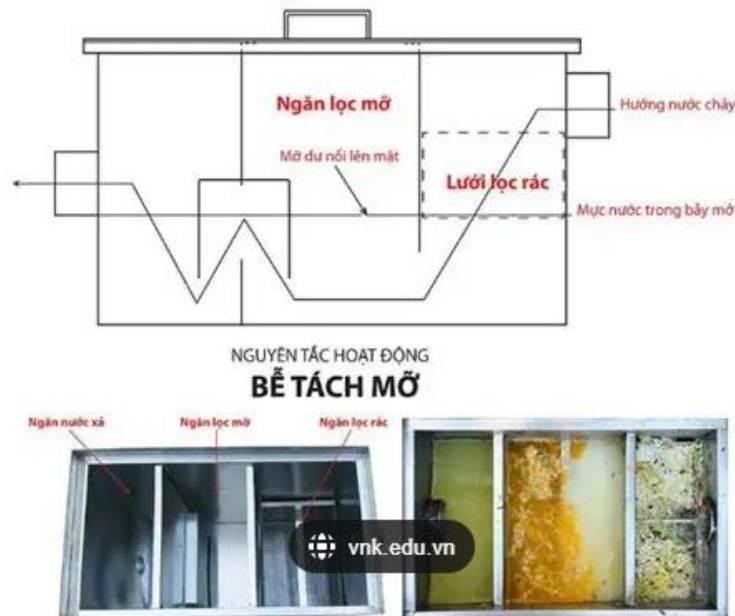 Ngăn lọc mỡ
Hướng nước chảy
Mỡ dư nổi lên mặt
Lưới lọc rác
Mực nước trong bẫy mỡ
NGUYÊN TẮC HOẠT ĐỘNG
BỂ TÁCH MỠ
Ngăn nước xả
Ngăn lọc mỡ
Ngăn lọc rác
vnk.edu.vn